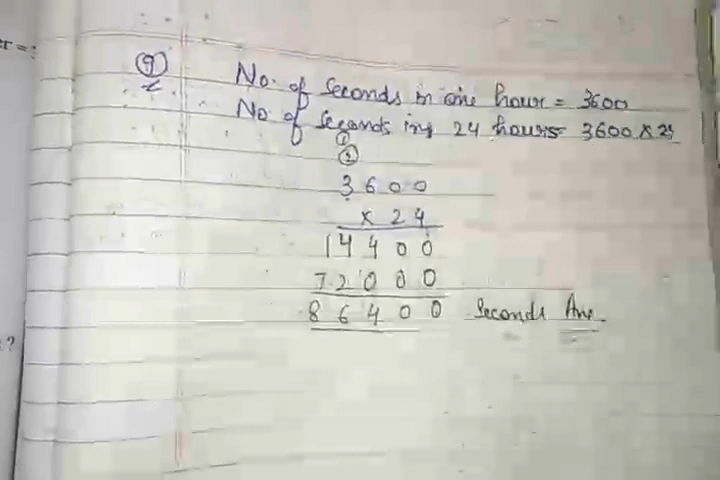 er =
(9) No. of Seconds in one hour = 3600
No of Seconds in 24 hours = 3600 x 24
(1)
(2)
3600
x 24
14400
72000
86400 Seconds Ans.
?